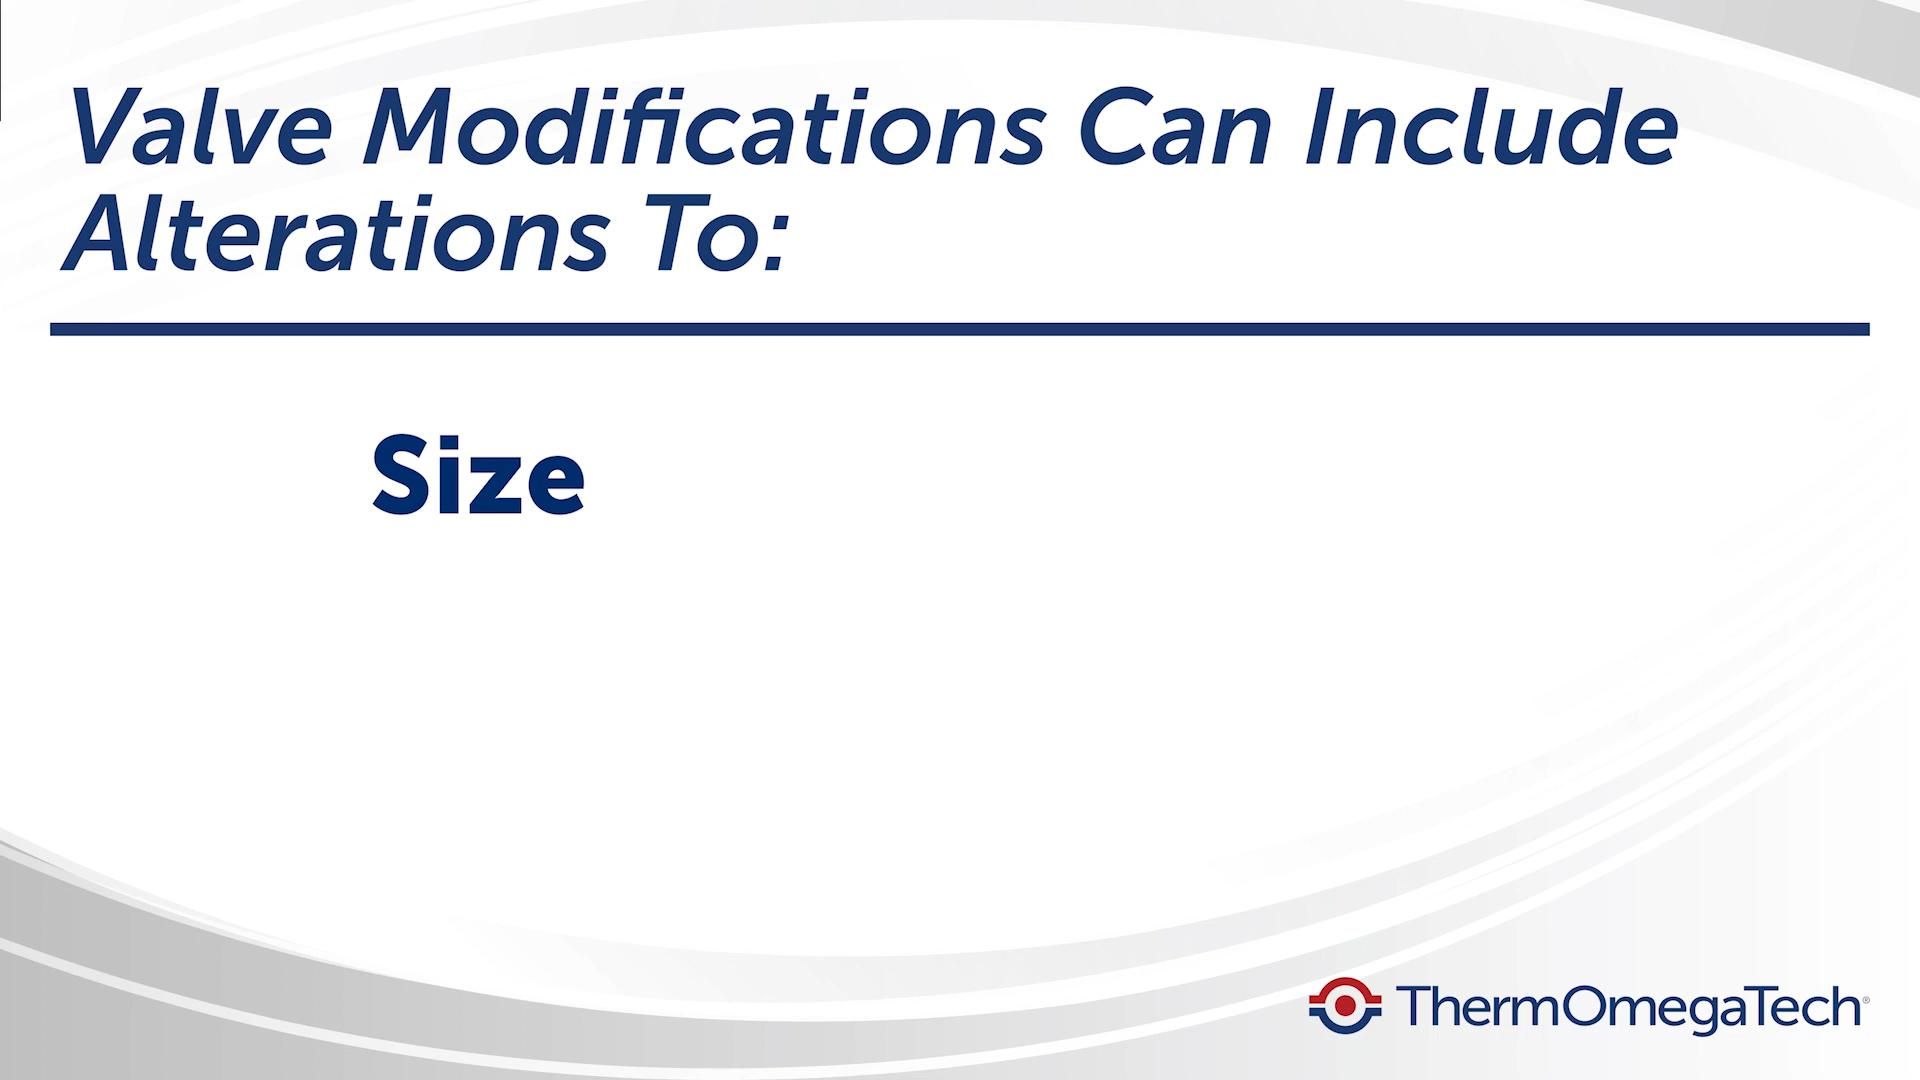 Valve Modifications Can Include
Alterations To:
Size
ThermOmegaTech®